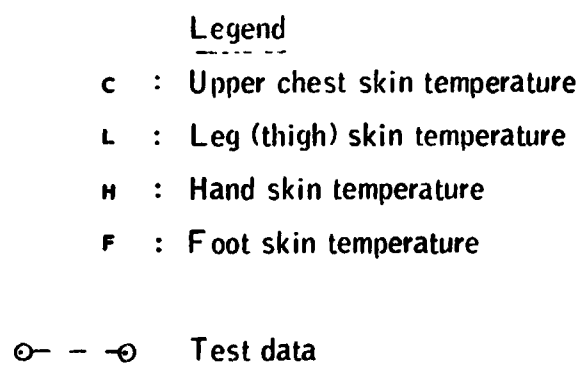 Legend
C : Upper chest skin temperature
L : Leg (thigh) skin temperature
H : Hand skin temperature
F : Foot skin temperature
Test data